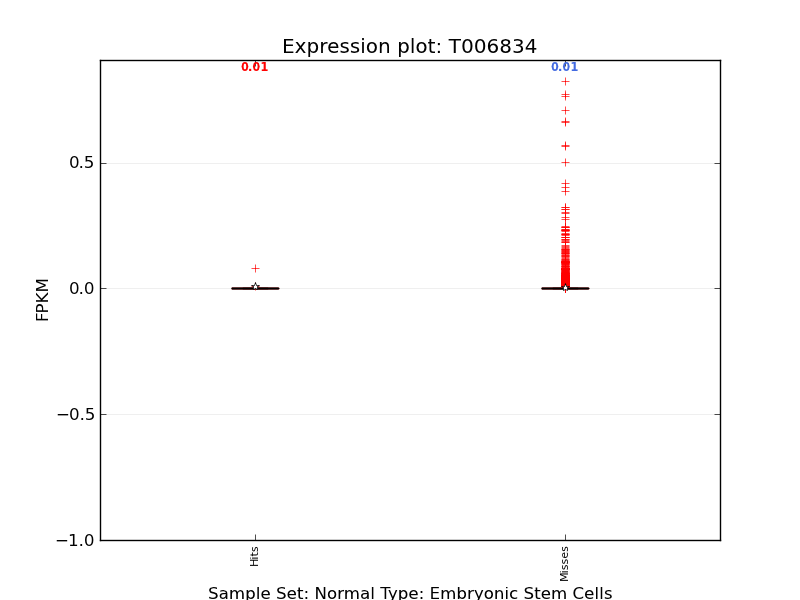 Expression plot: T006834
0.01
0.01
0.5
0.0
−0.5
−1.0
FPKM
Hits
Misses
Sample Set: Normal Type: Embryonic Stem Cells